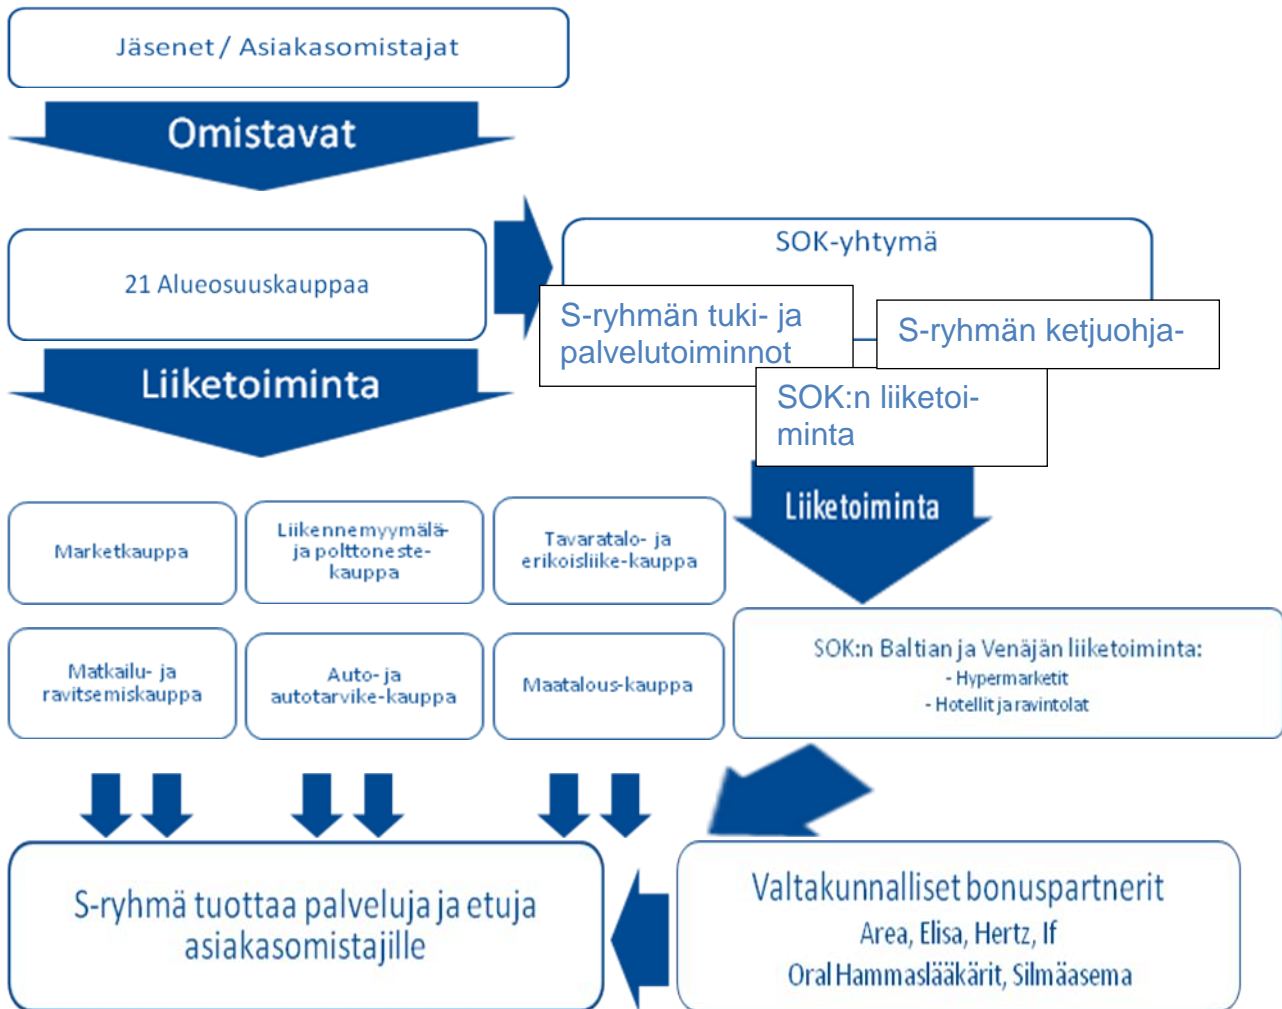 Jäsenet / Asiakasomistajat
Omistavat
21 Alueosuuskauppaa
SOK-yhtymä
S-ryhmän tuki- ja
palvelutoiminnot
S-ryhmän ketjuohja-
SOK:n liiketoi-
minta
Liiketoiminta
Liiketoiminta
Marketkauppa
Liikennemyymälä-
ja polttoneste-
kauppa
Tavaratalo- ja
erikoisliike-kauppa
Matkailu- ja
ravitsemiskauppa
Auto- ja
autotarvike-kauppa
Maatalous-kauppa
SOK:n Baltian ja Venäjän liiketoiminta:
- Hypermarketit
- Hotellit ja ravintolat
S-ryhmä tuottaa palveluja ja etuja
asiakasomistajille
Valtakunnalliset bonuspartnerit
Area, Elisa, Hertz, If
Oral Hammaslääkärit, Silmäasema